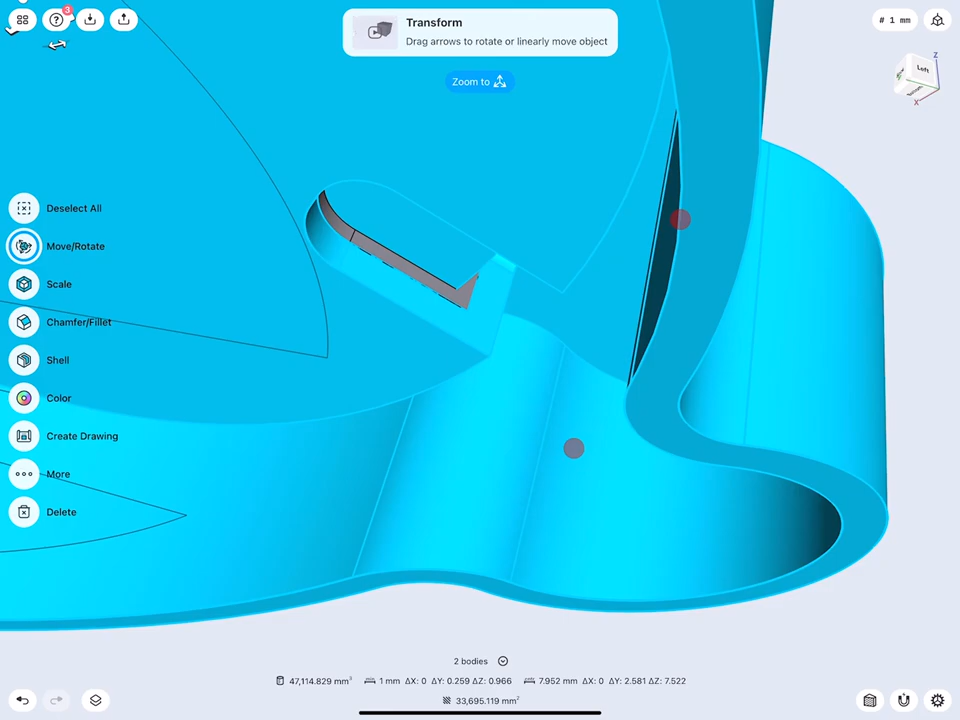 3
Transform
Drag arrows to rotate or linearly move object
# 1 mm
Zoom to
Z
Left
X
Deselect All
Move/Rotate
Scale
Chamfer/Fillet
Shell
Color
Create Drawing
More
Delete
2 bodies
47,114.829 mm³ 1 mm ΔX: 0 ΔY: 0.259 ΔZ: 0.966 7.952 mm ΔX: 0 ΔY: 2.581 ΔZ: 7.522
33,695.119 mm²